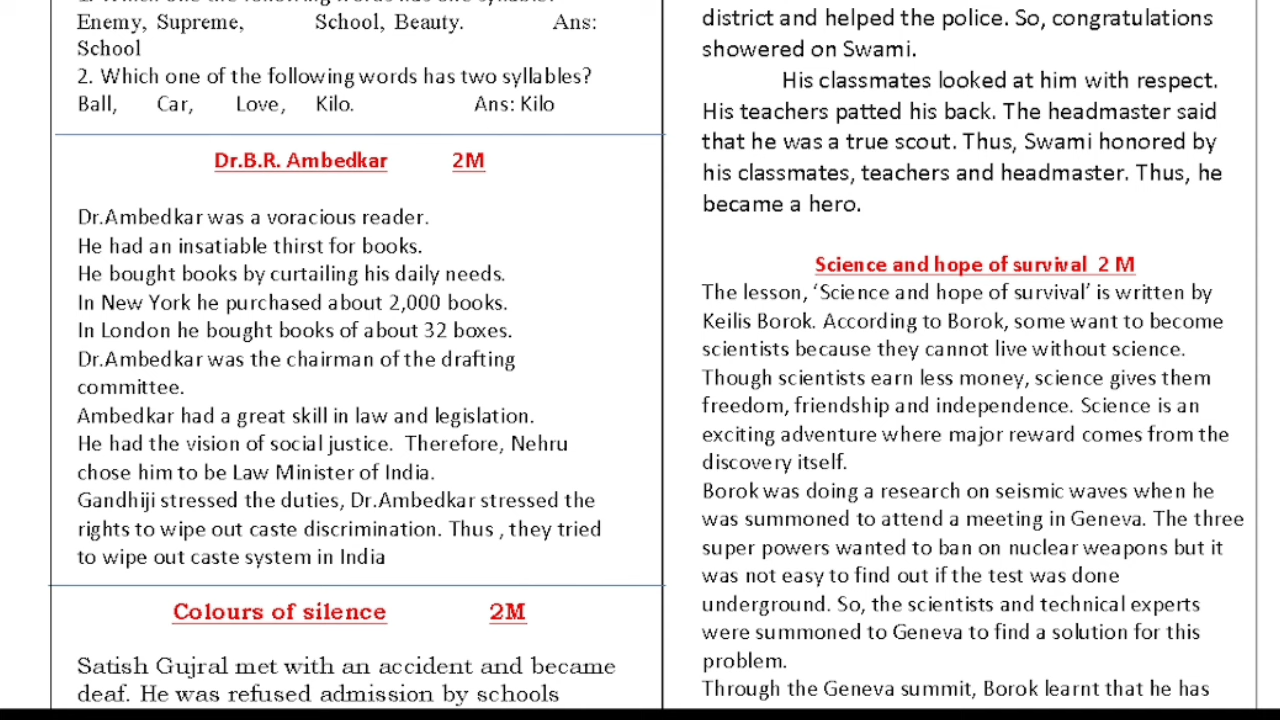 Enemy, Supreme, School, Beauty. Ans:
School
2. Which one of the following words has two syllables?
Ball, Car, Love, Kilo. Ans: Kilo
Dr.B.R. Ambedkar 2M
Dr.Ambedkar was a voracious reader.
He had an insatiable thirst for books.
He bought books by curtailing his daily needs.
In New York he purchased about 2,000 books.
In London he bought books of about 32 boxes.
Dr.Ambedkar was the chairman of the drafting
committee.
Ambedkar had a great skill in law and legislation.
He had the vision of social justice. Therefore, Nehru
chose him to be Law Minister of India.
Gandhiji stressed the duties, Dr.Ambedkar stressed the
rights to wipe out caste discrimination. Thus , they tried
to wipe out caste system in India
Colours of silence 2M
Satish Gujral met with an accident and became
deaf. He was refused admission by schools
district and helped the police. So, congratulations
showered on Swami.
His classmates looked at him with respect.
His teachers patted his back. The headmaster said
that he was a true scout. Thus, Swami honored by
his classmates, teachers and headmaster. Thus, he
became a hero.
Science and hope of survival 2 M
The lesson, ‘Science and hope of survival’ is written by
Keilis Borok. According to Borok, some want to become
scientists because they cannot live without science.
Though scientists earn less money, science gives them
freedom, friendship and independence. Science is an
exciting adventure where major reward comes from the
discovery itself.
Borok was doing a research on seismic waves when he
was summoned to attend a meeting in Geneva. The three
super powers wanted to ban on nuclear weapons but it
was not easy to find out if the test was done
underground. So, the scientists and technical experts
were summoned to Geneva to find a solution for this
problem.
Through the Geneva summit, Borok learnt that he has